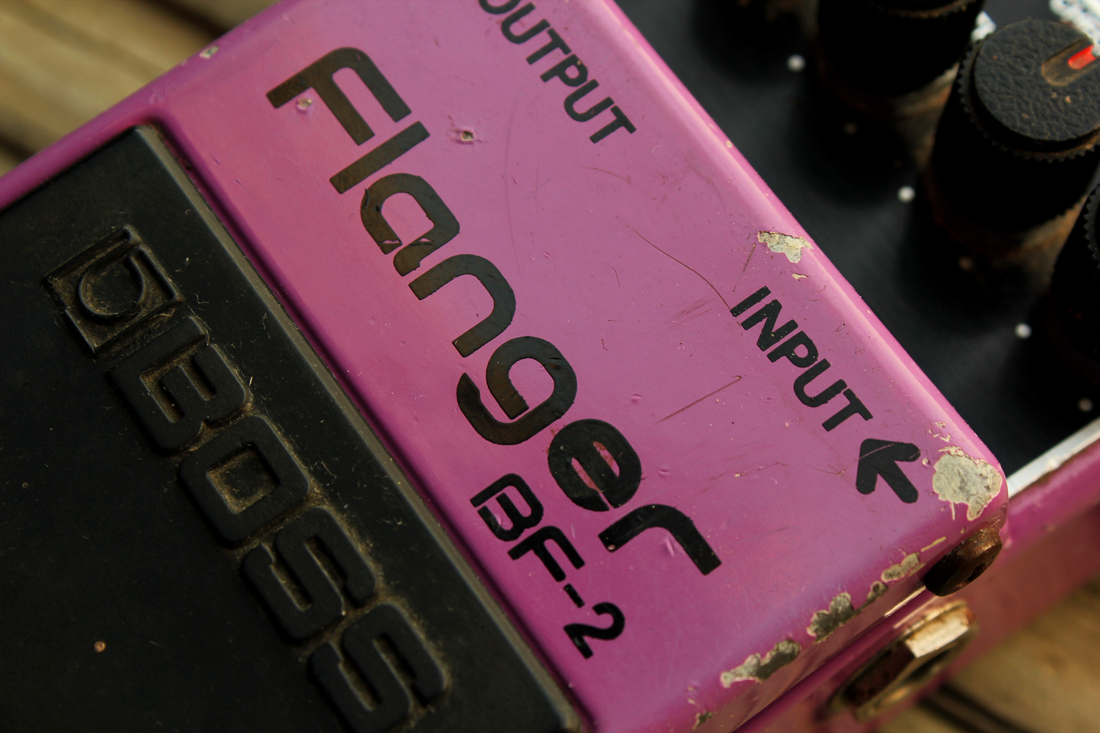 OUTPUT
INPUT
Flanger
BF-2
BOSS